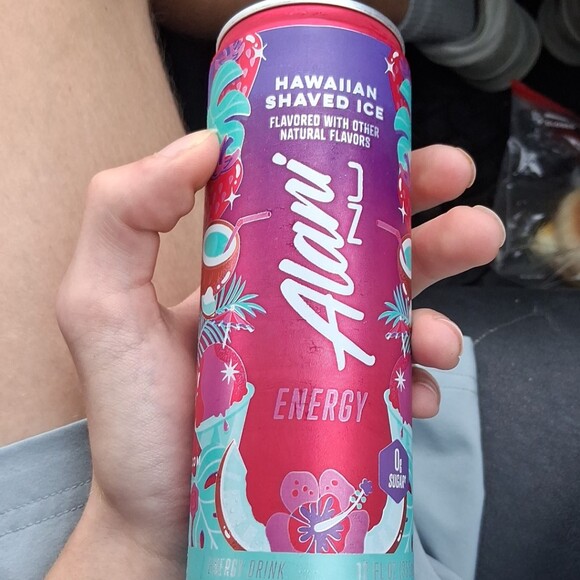 HAWAIIAN
SHAVED ICE
FLAVORED WITH OTHER
NATURAL FLAVORS
Alani
NU
ENERGY
0g
SUGAR
ENERGY DRINK